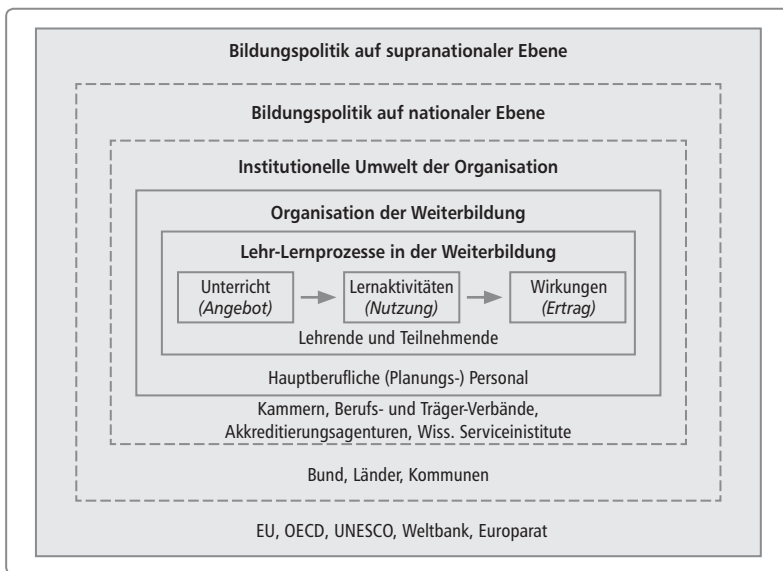 Bildungspolitik auf supranationaler Ebene
Bildungspolitik auf nationaler Ebene
Institutionelle Umwelt der Organisation
Organisation der Weiterbildung
Lehr-Lernprozesse in der Weiterbildung
Unterricht
(Angebot)
Lernaktivitäten
(Nutzung)
Wirkungen
(Ertrag)
Lehrende und Teilnehmende
Hauptberufliche (Planungs-) Personal
Kammern, Berufs- und Träger-Verbände,
Akkreditierungsagenturen, Wiss. Serviceinistitute
Bund, Länder, Kommunen
EU, OECD, UNESCO, Weltbank, Europarat